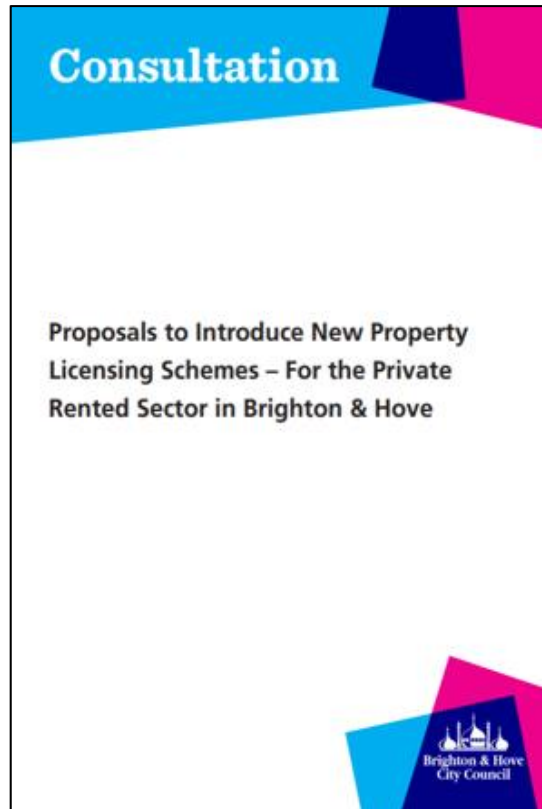 Consultation
Proposals to Introduce New Property
Licensing Schemes – For the Private
Rented Sector in Brighton & Hove
Brighton & Hove
City Council